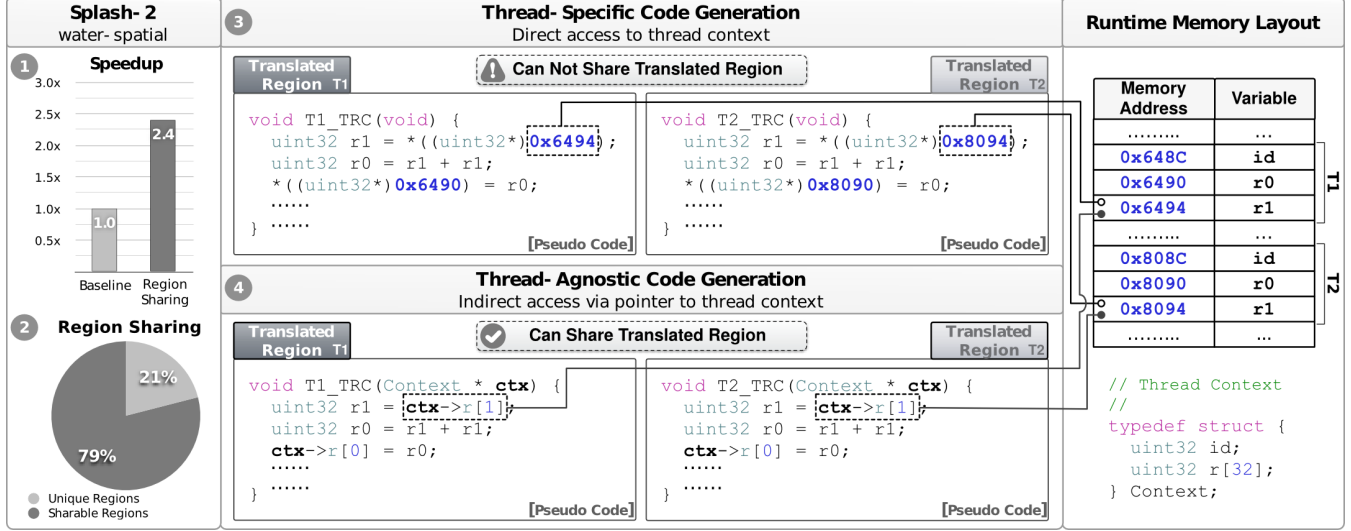 Splash- 2
water- spatial
1
Speedup
3.0x
2.5x
2.0x
1.5x
1.0x
0.5x
1.0
2.4
Baseline
Region
Sharing
2
Region Sharing
21%
79%
Unique Regions
Sharable Regions
3
Thread- Specific Code Generation
Direct access to thread context
Translated
Region T1
Can Not Share Translated Region
Translated
Region T2
void T1_TRC(void) {
uint32 r1 = *((uint32*)0x6494);
uint32 r0 = r1 + r1;
*((uint32*)0x6490) = r0;
......
} ......
[Pseudo Code]
void T2_TRC(void) {
uint32 r1 = *((uint32*)0x8094);
uint32 r0 = r1 + r1;
*((uint32*)0x8090) = r0;
......
} ......
[Pseudo Code]
4
Thread- Agnostic Code Generation
Indirect access via pointer to thread context
Translated
Region T1
Can Share Translated Region
Translated
Region T2
void T1_TRC(Context * ctx) {
uint32 r1 = ctx->r[1];
uint32 r0 = r1 + r1;
ctx->r[0] = r0;
......
} ......
[Pseudo Code]
void T2_TRC(Context * ctx) {
uint32 r1 = ctx->r[1];
uint32 r0 = r1 + r1;
ctx->r[0] = r0;
......
} ......
[Pseudo Code]
Runtime Memory Layout
Memory Address Variable
......... ...
0x648C id
0x6490 r0
0x6494 r1
......... ...
0x808C id
0x8090 r0
0x8094 r1
......... ...
T1
T2
// Thread Context
//
typedef struct {
uint32 id;
uint32 r[32];
} Context;